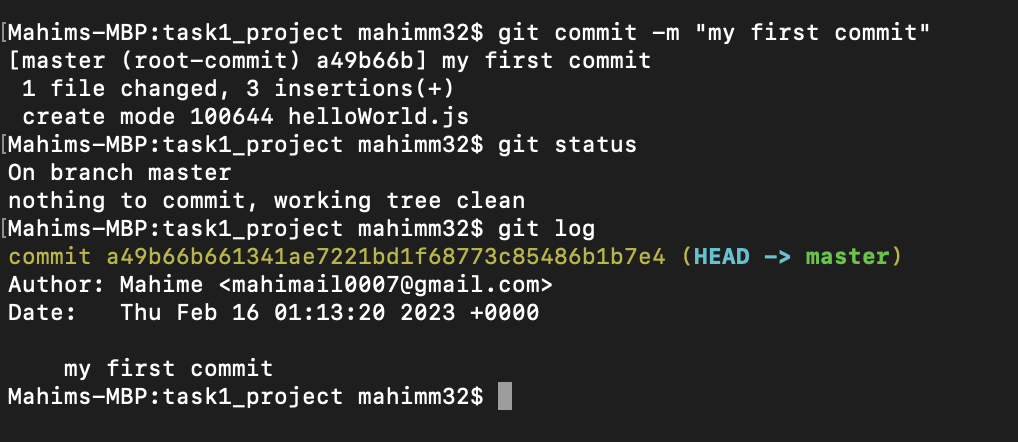 [Mahims-MBP:task1_project mahimm32$ git commit -m "my first commit"
[master (root-commit) a49b66b] my first commit
 1 file changed, 3 insertions(+)
 create mode 100644 helloWorld.js
[Mahims-MBP:task1_project mahimm32$ git status
On branch master
nothing to commit, working tree clean
[Mahims-MBP:task1_project mahimm32$ git log
commit a49b66b661341ae7221bd1f68773c85486b1b7e4 (HEAD -> master)
Author: Mahime <mahimail0007@gmail.com>
Date:   Thu Feb 16 01:13:20 2023 +0000

    my first commit
Mahims-MBP:task1_project mahimm32$